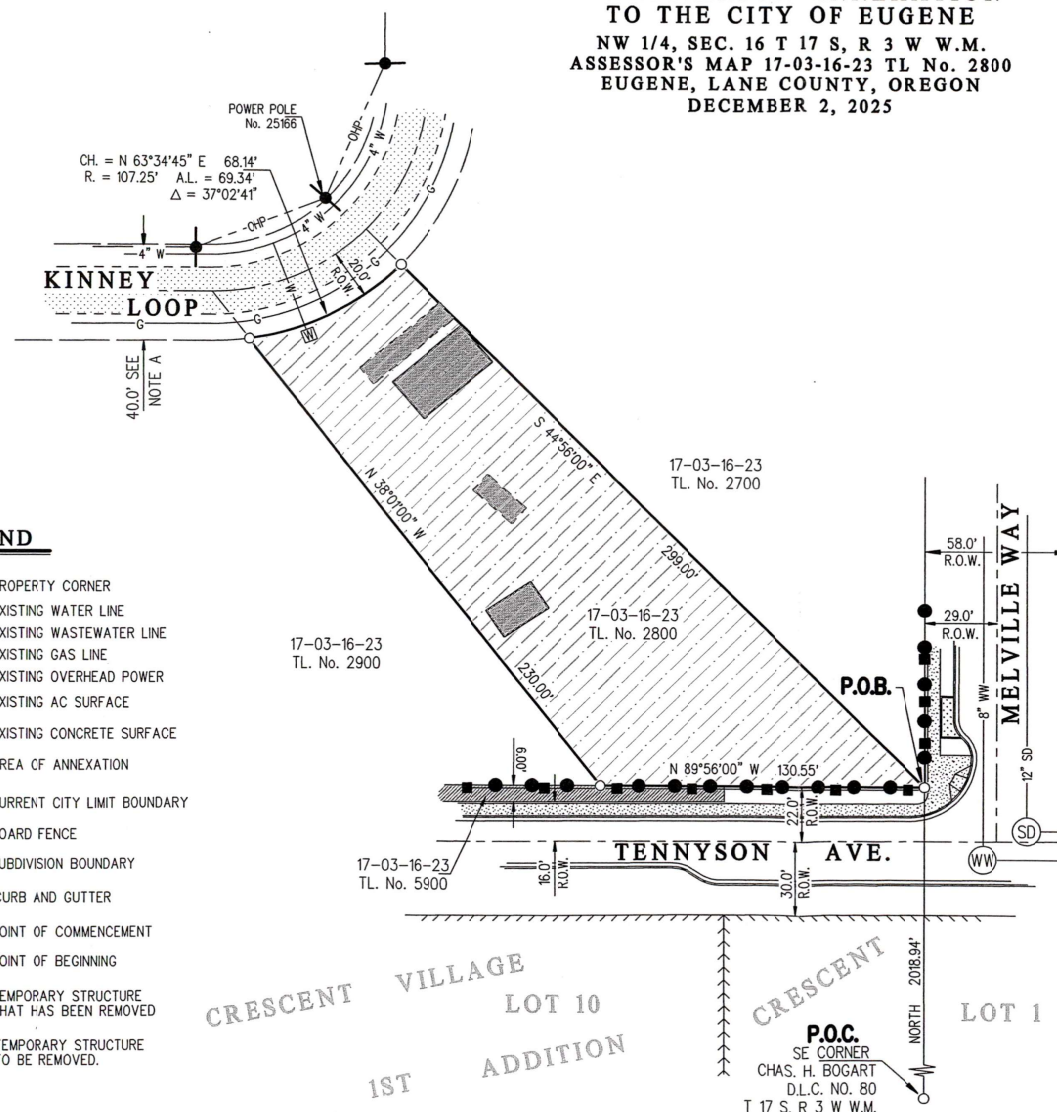 TO THE CITY OF EUGENE
NW 1/4, SEC. 16 T 17 S, R 3 W W.M.
ASSESSOR'S MAP 17-03-16-23 TL No. 2800
EUGENE, LANE COUNTY, OREGON
DECEMBER 2, 2025
POWER POLE
No. 25166
CH. = N 63°34'45" E 68.14'
R. = 107.25' A.L. = 69.34'
Δ = 37°02'41"
OHP
4" W
OHP
4" W
4" W
G
G
G
G
W
W
20.0'
R.O.W.
KINNEY
LOOP
40.0' SEE
NOTE A
S 44°56'00" E
299.00'
N 38°01'00" W
230.00'
17-03-16-23
TL. No. 2700
17-03-16-23
TL. No. 2800
17-03-16-23
TL. No. 2900
58.0'
R.O.W.
29.0'
R.O.W.
MELVILLE WAY
8" WW
12" SD
SD
WW
P.O.B.
6.00'
N 89°56'00" W 130.55'
22.0'
R.O.W.
TENNYSON AVE.
16.0'
R.O.W.
30.0'
R.O.W.
17-03-16-23
TL. No. 5900
ND
ROPERTY CORNER
XISTING WATER LINE
XISTING WASTEWATER LINE
XISTING GAS LINE
XISTING OVERHEAD POWER
XISTING AC SURFACE
XISTING CONCRETE SURFACE
REA OF ANNEXATION
URRENT CITY LIMIT BOUNDARY
OARD FENCE
UBDIVISION BOUNDARY
CURB AND GUTTER
OINT OF COMMENCEMENT
OINT OF BEGINNING
EMPORARY STRUCTURE
HAT HAS BEEN REMOVED
TEMPORARY STRUCTURE
O BE REMOVED.
CRESCENT VILLAGE
LOT 10
1ST ADDITION
CRESCENT
LOT 1
NORTH 2018.94'
P.O.C.
SE CORNER
CHAS. H. BOGART
D.L.C. NO. 80
T 17 S, R 3 W W.M.